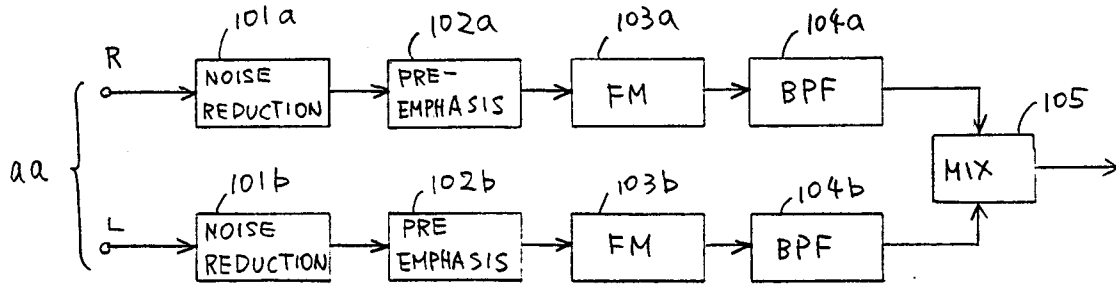 101a
102a
103a
104a
R
NOISE
REDUCTION
PRE-
EMPHASIS
FM
BPF
105
aa
MIX
101b
102b
103b
104b
L
NOISE
REDUCTION
PRE
EMPHASIS
FM
BPF